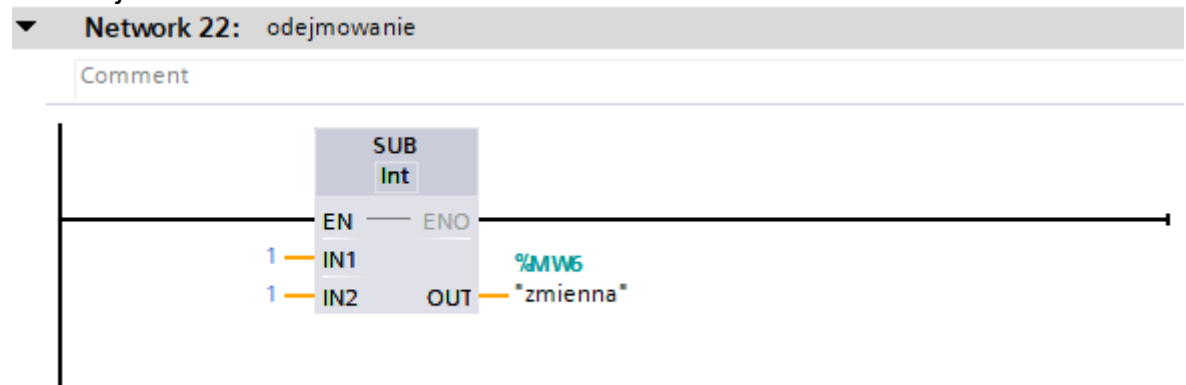 Network 22: odejmowanie
Comment
SUB
Int
EN ENO
1 IN1
%MW6
1 IN2 OUT "zmienna"